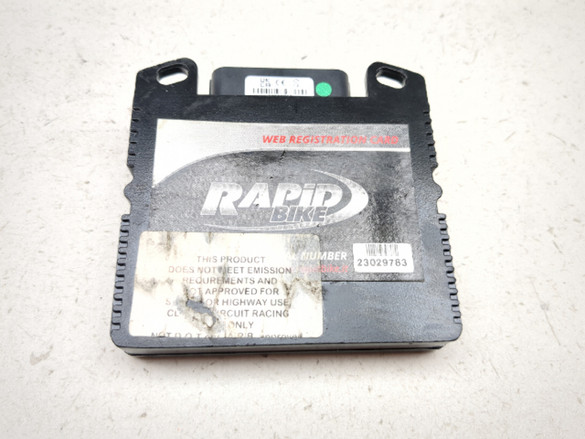 WEB REGISTRATION CARD
RAPiD
BIKE
NUMBER
23029783
THIS PRODUCT
DOES NOT MEET EMISSION
REQUIREMENTS AND
APPROVED FOR
OR HIGHWAY USE
RACING
ONLY